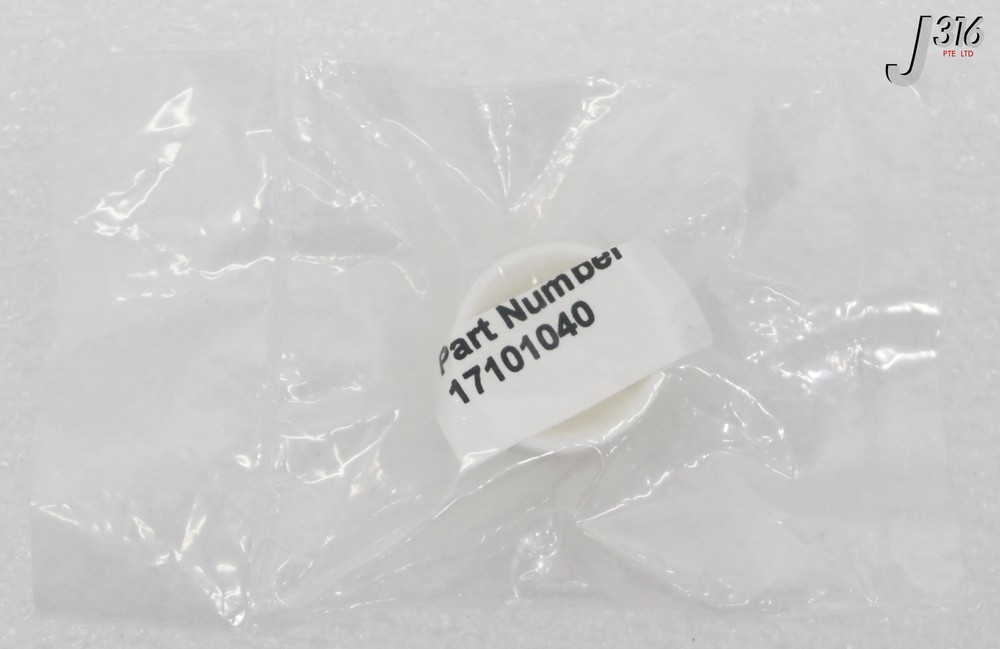 J316
PTE LTD
Part Number
17101040